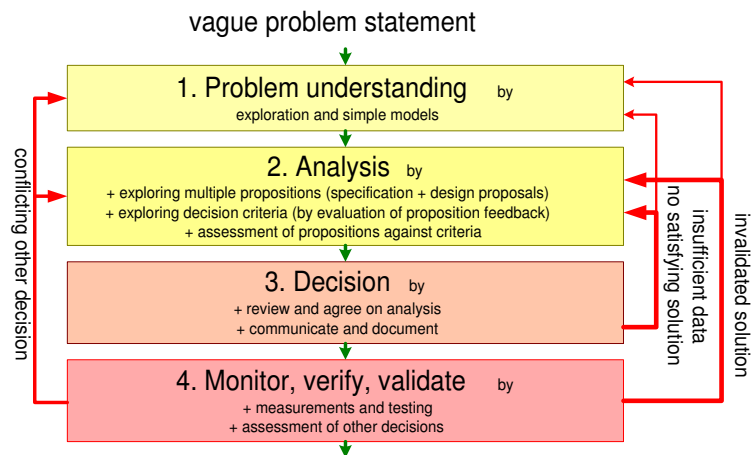 vague problem statement
1. Problem understanding by
exploration and simple models
2. Analysis by
+ exploring multiple propositions (specification + design proposals)
+ exploring decision criteria (by evaluation of proposition feedback)
+ assessment of propositions against criteria
3. Decision by
+ review and agree on analysis
+ communicate and document
4. Monitor, verify, validate by
+ measurements and testing
+ assessment of other decisions
conflicting other decision
insufficient data
no satisfying solution
invalidated solution